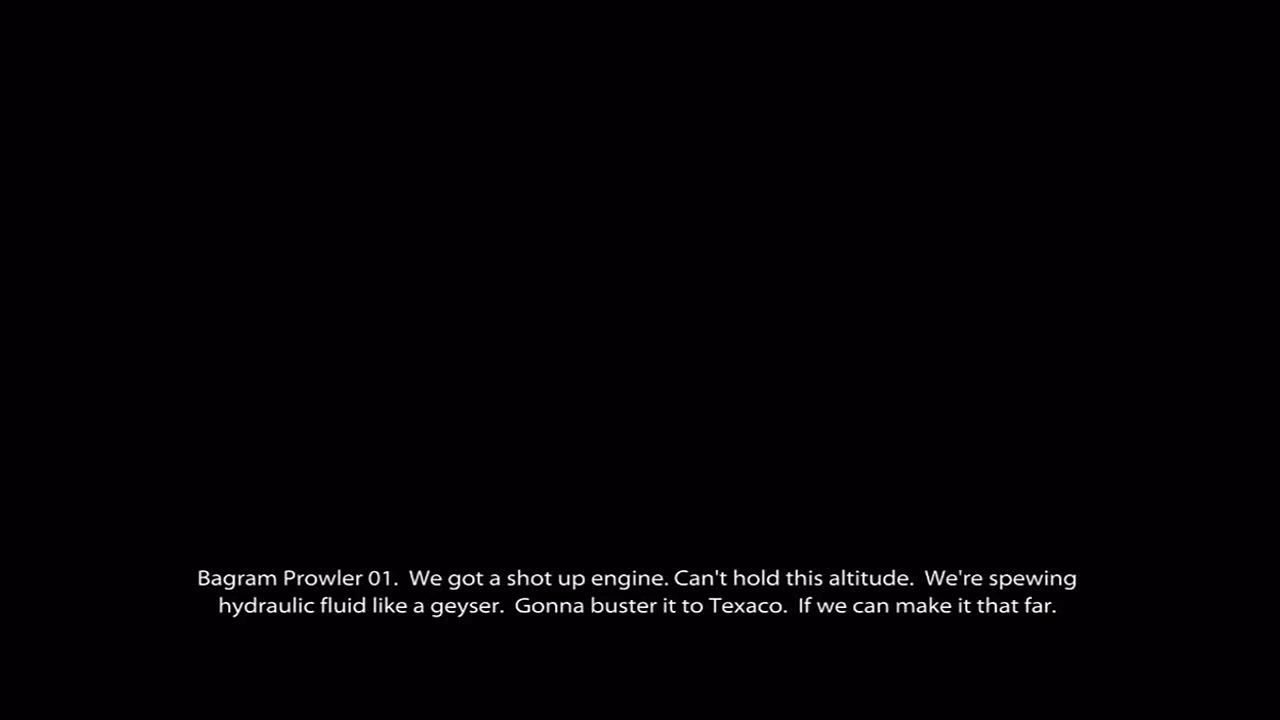 Bagram Prowler 01.  We got a shot up engine. Can't hold this altitude.  We're spewing
hydraulic fluid like a geyser.  Gonna buster it to Texaco.  If we can make it that far.